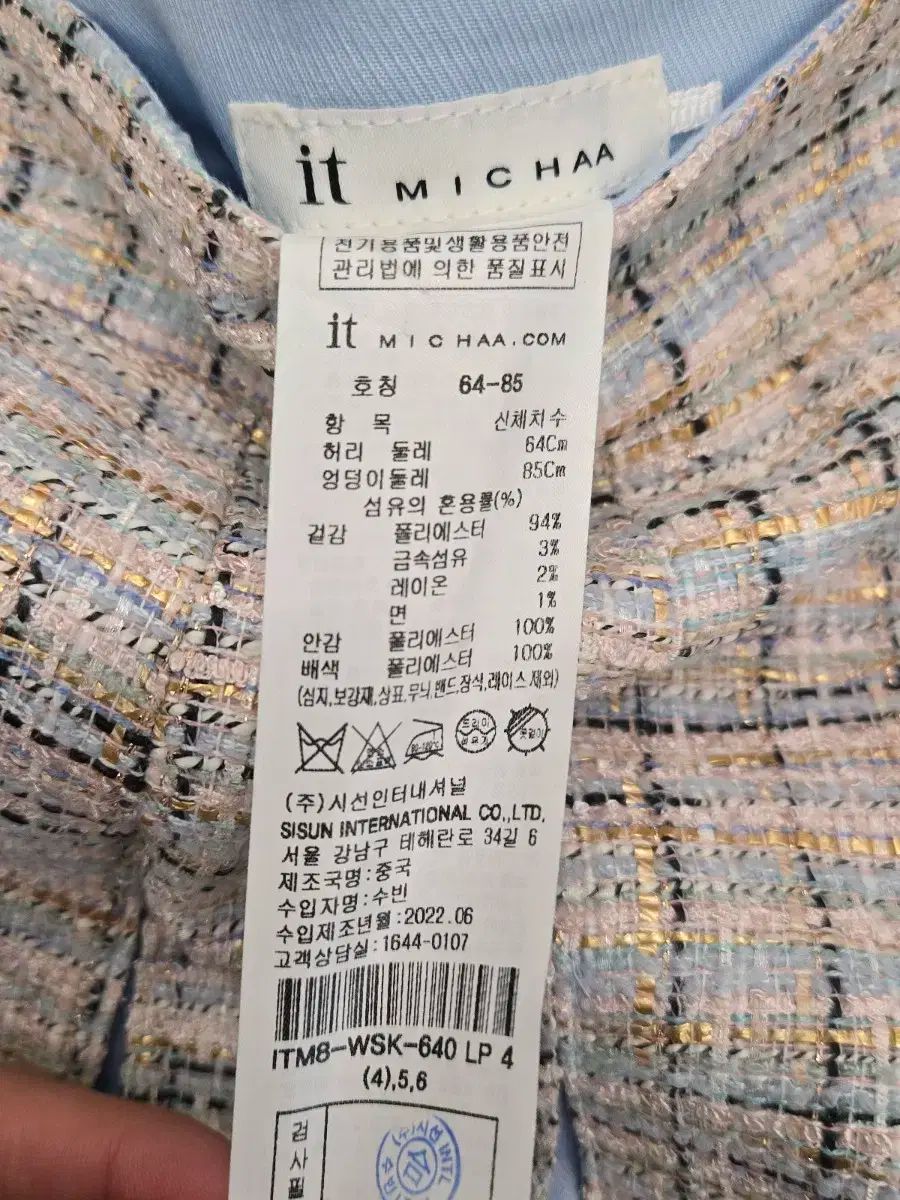 it MICHAA
전기용품및생활용품안전
관리법에 의한 품질표시
it MICHAA.COM
호칭 64-85
항 목 신체치수
허리 둘레 64Cm
엉덩이둘레 85Cm
섬유의 혼용률(%)
겉감 폴리에스터 94%
금속섬유 3%
레이온 2%
면 1%
안감 폴리에스터 100%
배색 폴리에스터 100%
(심지,보강재,상표,무늬,밴드,장식,레이스 제외)
드라이
(주)시선인터내셔널
SISUN INTERNATIONAL CO.,LTD.
서울 강남구 테헤란로 34길 6
제조국명:중국
수입자명:수빈
수입제조년월:2022.06
고객상담실:1644-0107
ITM8-WSK-640 LP 4
(4),5,6
검
사
필